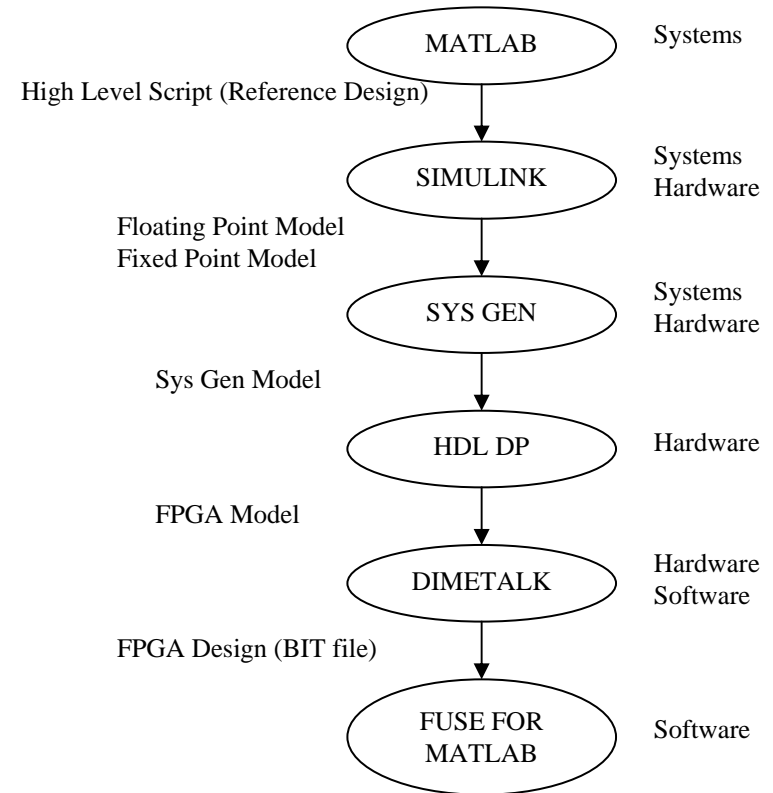 MATLAB
Systems
High Level Script (Reference Design)
SIMULINK
Systems
Hardware
Floating Point Model
Fixed Point Model
SYS GEN
Systems
Hardware
Sys Gen Model
HDL DP
Hardware
FPGA Model
DIMETALK
Hardware
Software
FPGA Design (BIT file)
FUSE FOR
MATLAB
Software